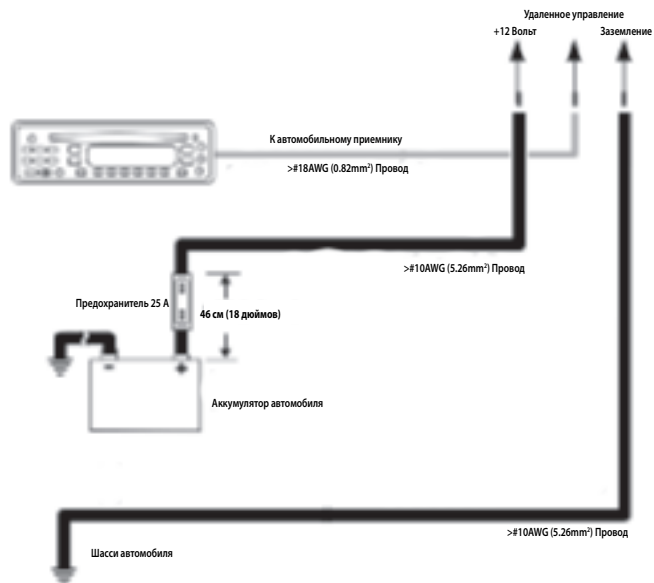 Удаленное управление
+12 Вольт
Заземление
К автомобильному приемнику
>#18AWG (0.82mm²) Провод
>#10AWG (5.26mm²) Провод
Предохранитель 25 А
46 см (18 дюймов)
Аккумулятор автомобиля
>#10AWG (5.26mm²) Провод
Шасси автомобиля